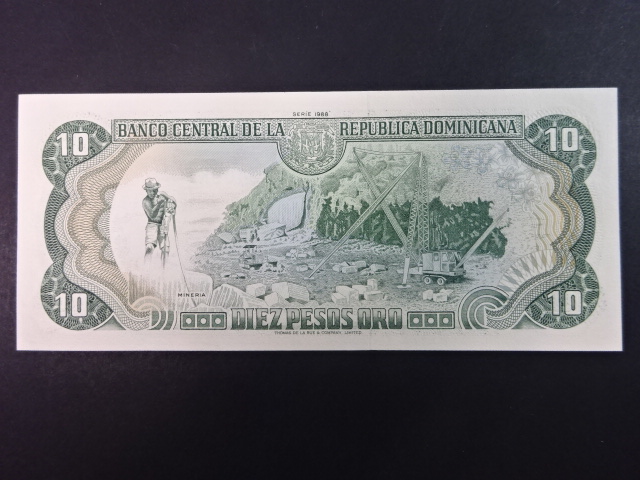 SERIE 1988
BANCO CENTRAL DE LA REPUBLICA DOMINICANA
10 10
MINERIA
10 10
DIEZ PESOS ORO
THOMAS DE LA RUE & COMPANY, LIMITED